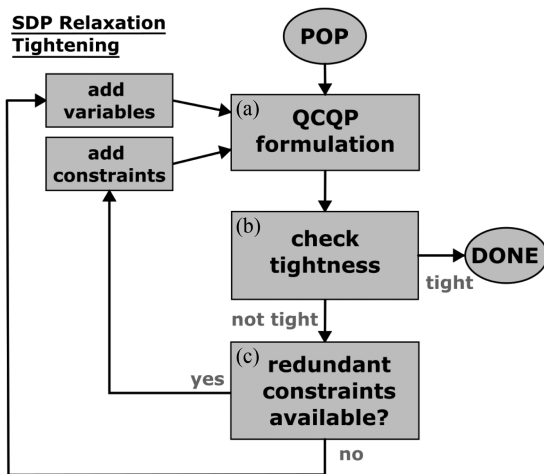 SDP Relaxation
Tightening
POP
add
variables
add
constraints
(a)
QCQP
formulation
(b)
check
tightness
DONE
tight
not tight
(c)
redundant
constraints
available?
yes
no